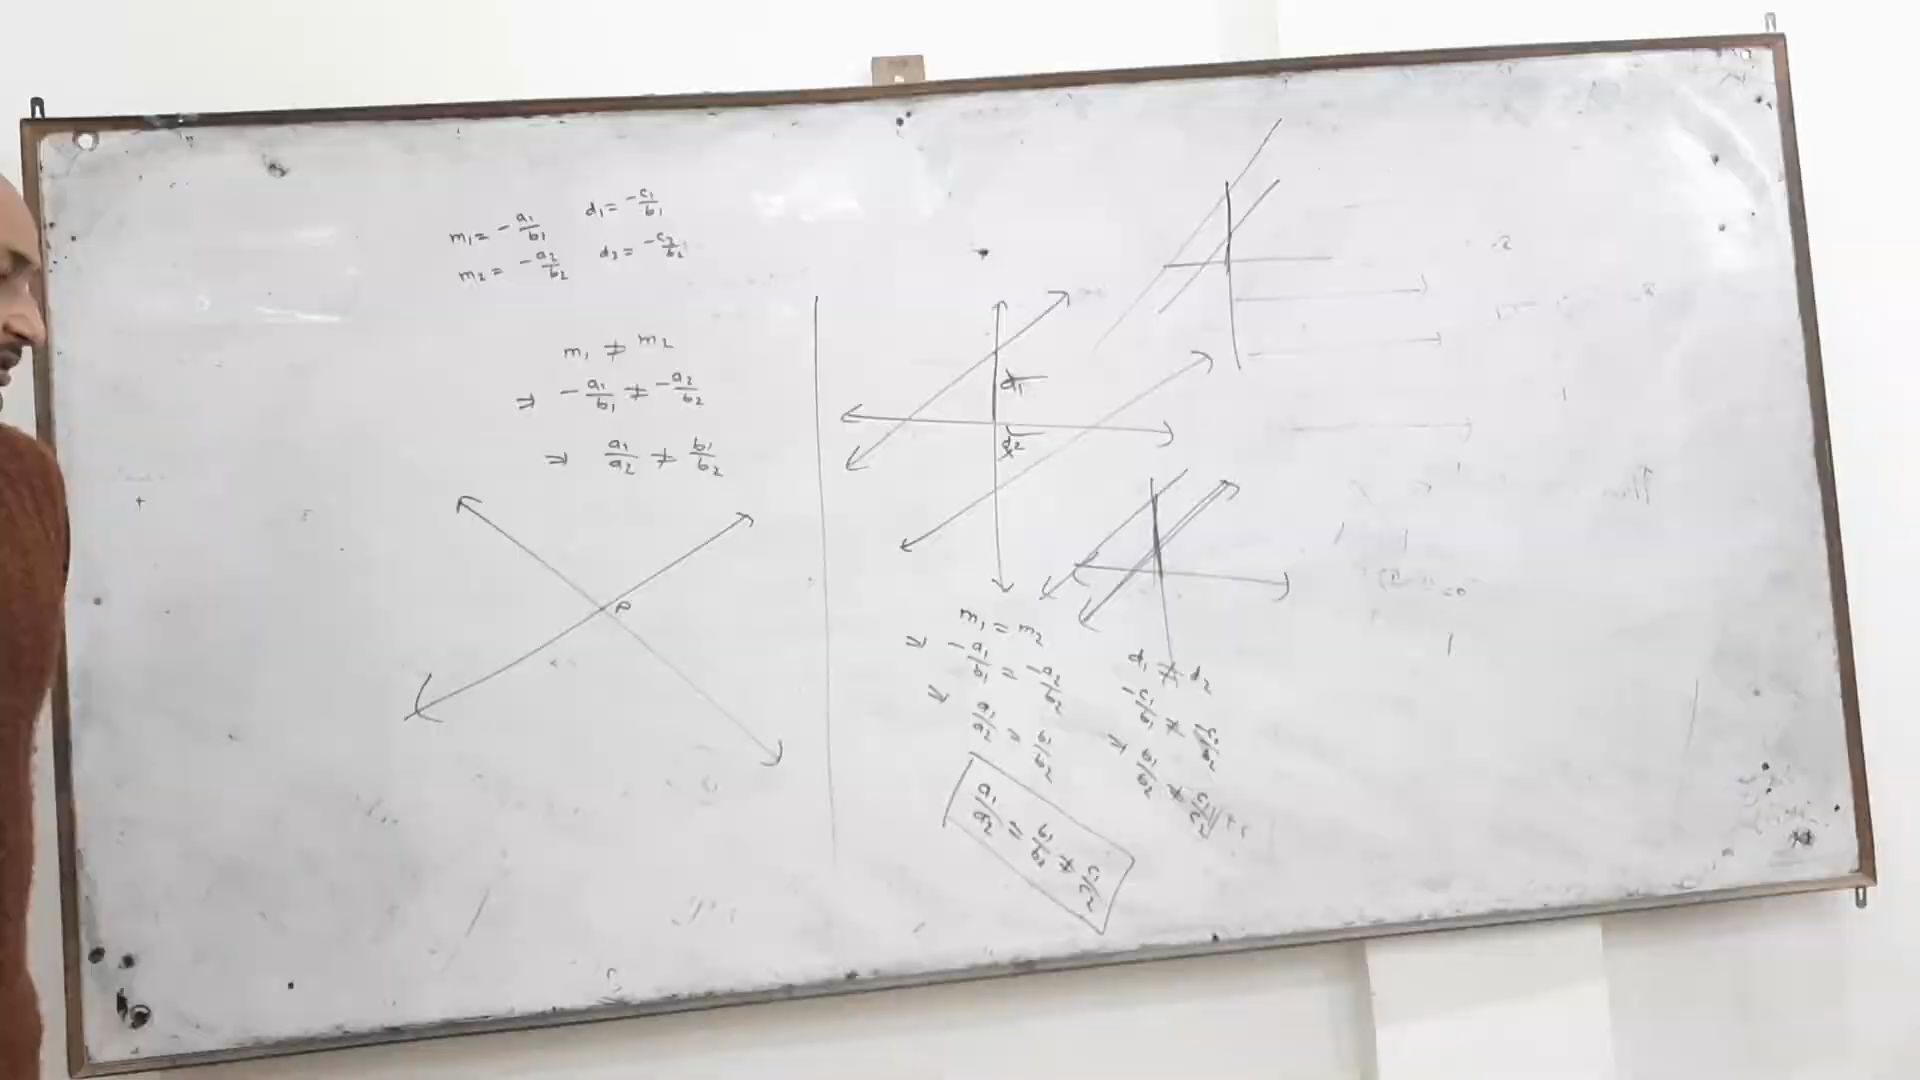 m₁ = - a₁/b₁    d₁ = - c₁/b₁
m₂ = - a₂/b₂    d₂ = - c₂/b₂
m₁ ≠ m₂
⇒ - a₁/b₁ ≠ - a₂/b₂
⇒ a₁/a₂ ≠ b₁/b₂
P
d₁
d₂
m₁ = m₂
⇒ - a₁/b₁ = - a₂/b₂
⇒ a₁/a₂ = b₁/b₂
d₁ ≠ d₂
- c₁/b₁ ≠ - c₂/b₂
⇒ b₁/b₂ ≠ c₁/c₂
a₁/a₂ = b₁/b₂ ≠ c₁/c₂